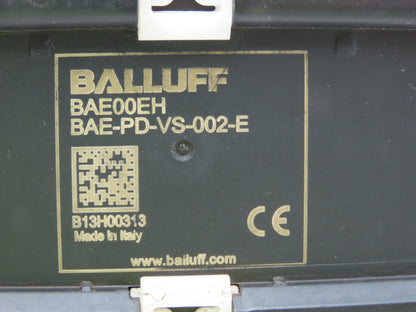 BALLUFF
BAE00EH
BAE-PD-VS-002-E
B13H00313
Made in Italy
CE
www.balluff.com